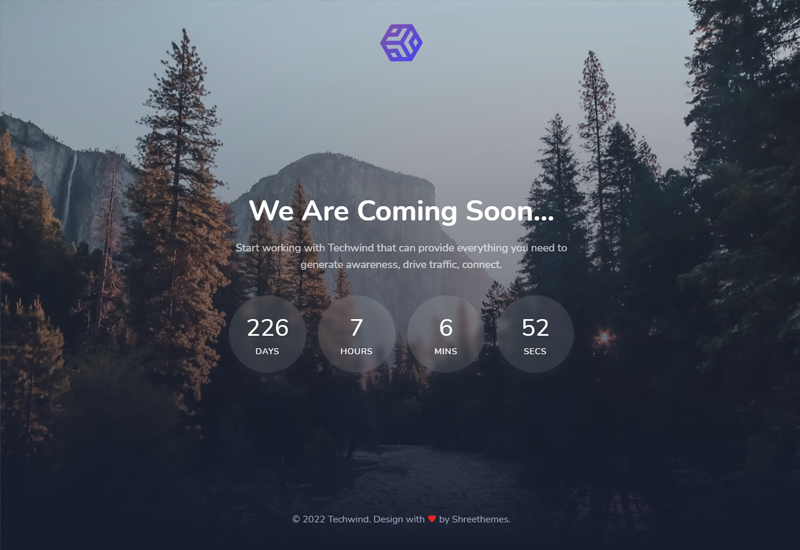 We Are Coming Soon...
Start working with Techwind that can provide everything you need to
generate awareness, drive traffic, connect.
226 7 6 52
DAYS HOURS MINS SECS
© 2022 Techwind. Design with ❤ by Shreethemes.